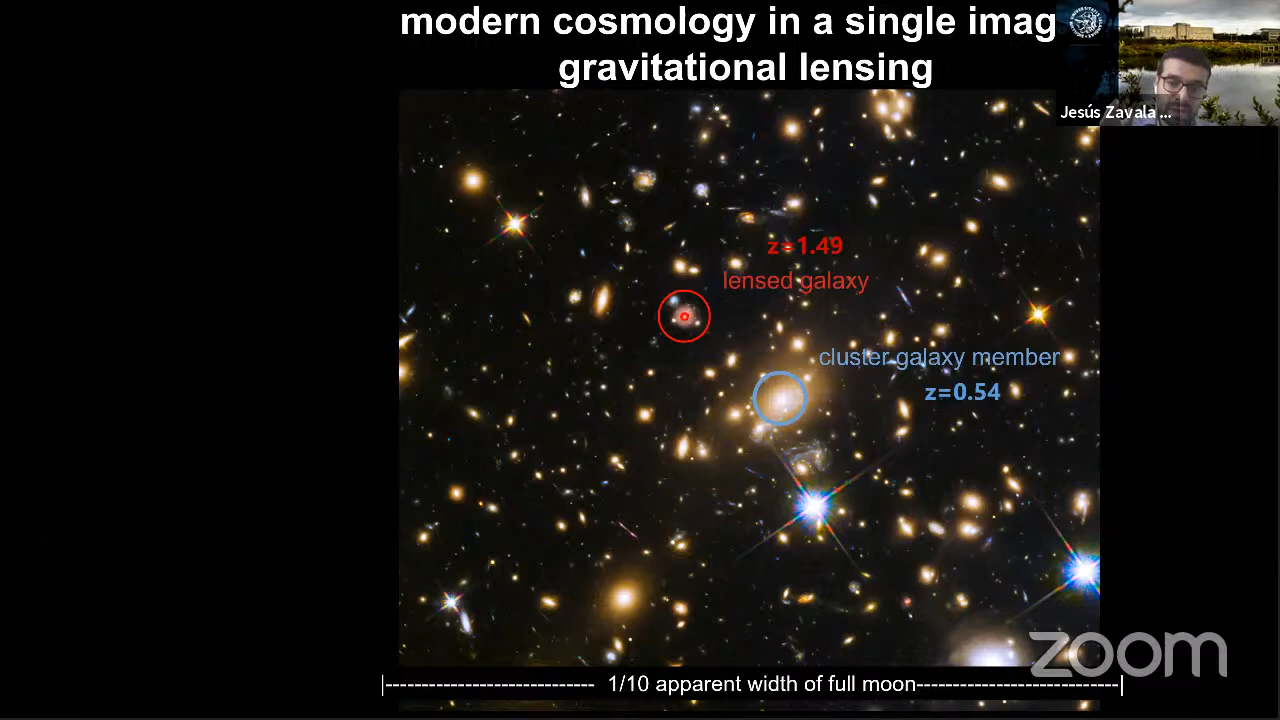 modern cosmology in a single imag
gravitational lensing
Jesús Zavala ...
z=1.49
lensed galaxy
cluster galaxy member
z=0.54
zoom
|---------------------------- 1/10 apparent width of full moon---------------------------|